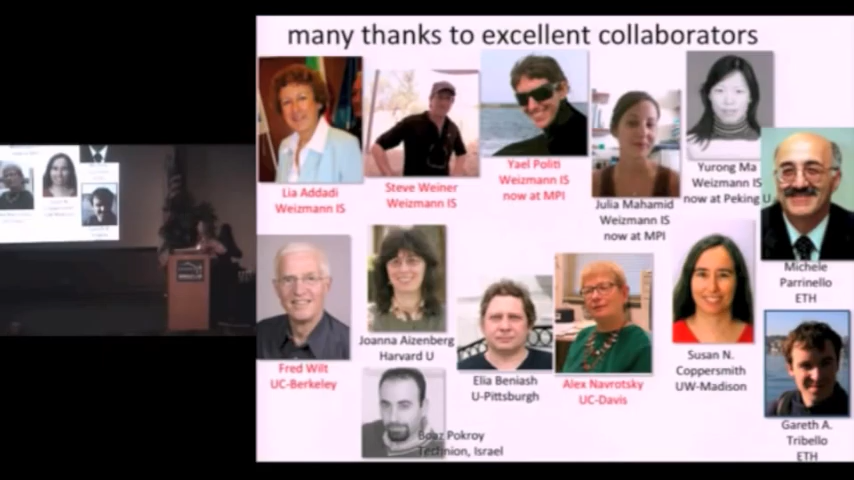 many thanks to excellent collaborators
Lia Addadi
Weizmann IS
Steve Weiner
Weizmann IS
Yael Politi
Weizmann IS
now at MPI
Julia Mahamid
Weizmann IS
now at MPI
Yurong Ma
Weizmann IS
now at Peking U
Michele
Parrinello
ETH
Fred Wilt
UC-Berkeley
Joanna Aizenberg
Harvard U
Elia Beniash
U-Pittsburgh
Alex Navrotsky
UC-Davis
Susan N.
Coppersmith
UW-Madison
Gareth A.
Tribello
ETH
Boaz Pokroy
Technion, Israel